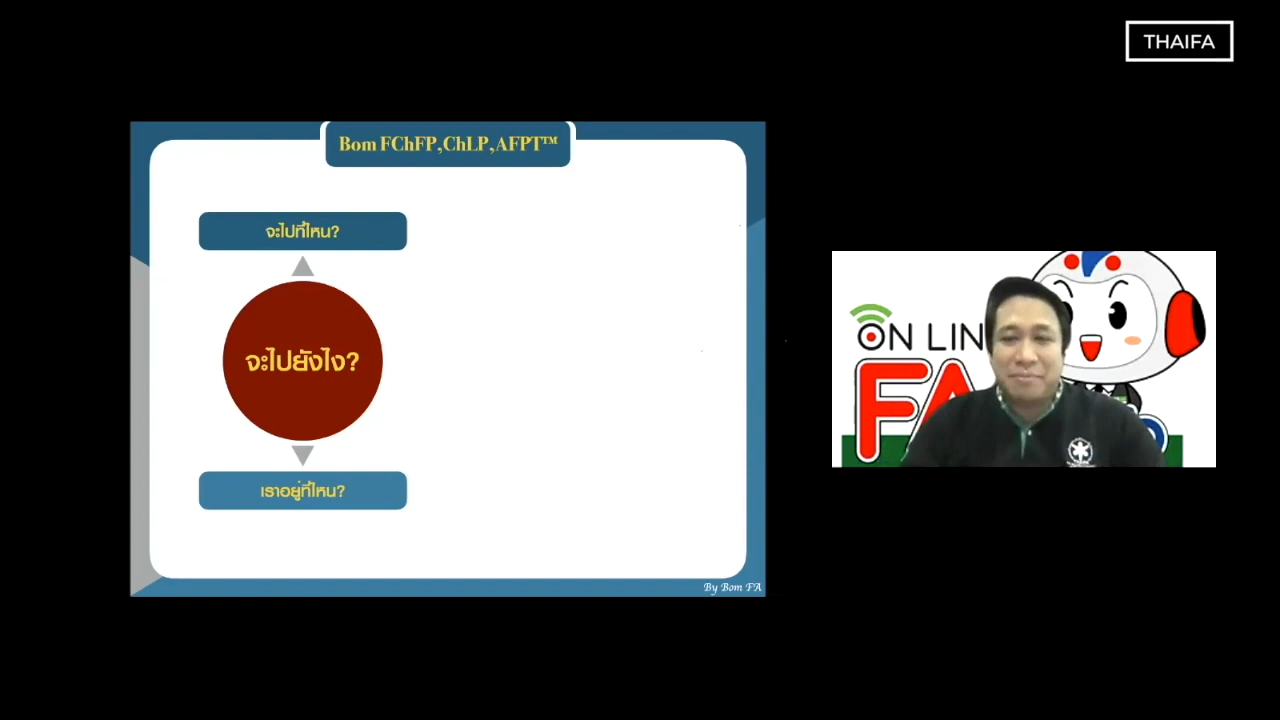 THAIFA
Bom FChFP,ChLP,AFPT™
จะไปที่ไหน?
จะไปยังไง?
เราอยู่ที่ไหน?
By Bom FA
ON LIN
FA